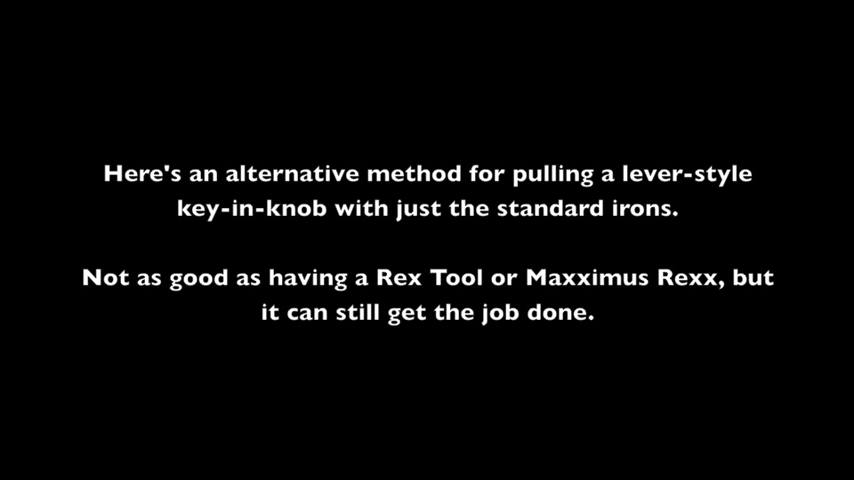 Here's an alternative method for pulling a lever-style
key-in-knob with just the standard irons.
Not as good as having a Rex Tool or Maxximus Rexx, but
it can still get the job done.